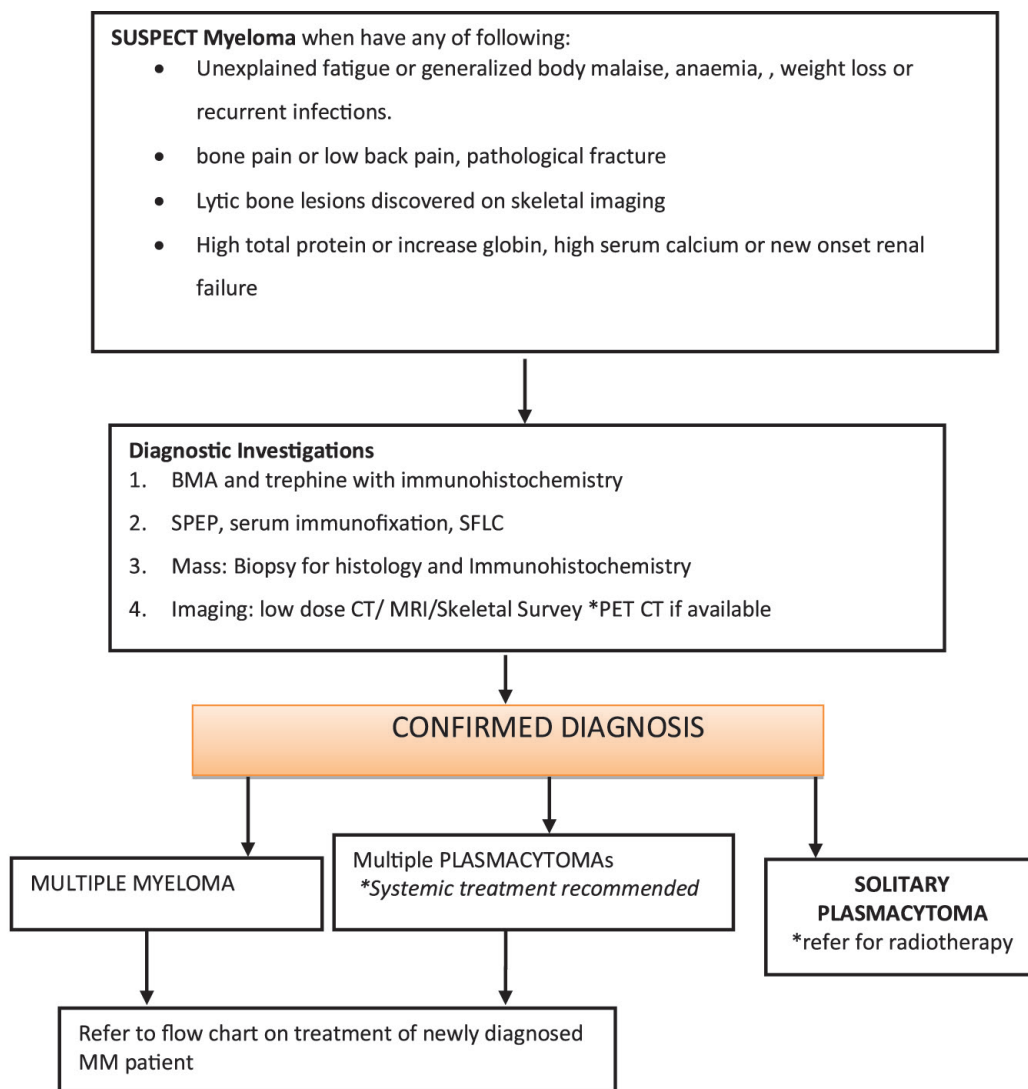 SUSPECT Myeloma when have any of following:
• Unexplained fatigue or generalized body malaise, anaemia, , weight loss or
recurrent infections.
• bone pain or low back pain, pathological fracture
• Lytic bone lesions discovered on skeletal imaging
• High total protein or increase globin, high serum calcium or new onset renal
failure
Diagnostic Investigations
1. BMA and trephine with immunohistochemistry
2. SPEP, serum immunofixation, SFLC
3. Mass: Biopsy for histology and Immunohistochemistry
4. Imaging: low dose CT/ MRI/Skeletal Survey *PET CT if available
CONFIRMED DIAGNOSIS
MULTIPLE MYELOMA
Multiple PLASMACYTOMAs
*Systemic treatment recommended
SOLITARY
PLASMACYTOMA
*refer for radiotherapy
Refer to flow chart on treatment of newly diagnosed
MM patient